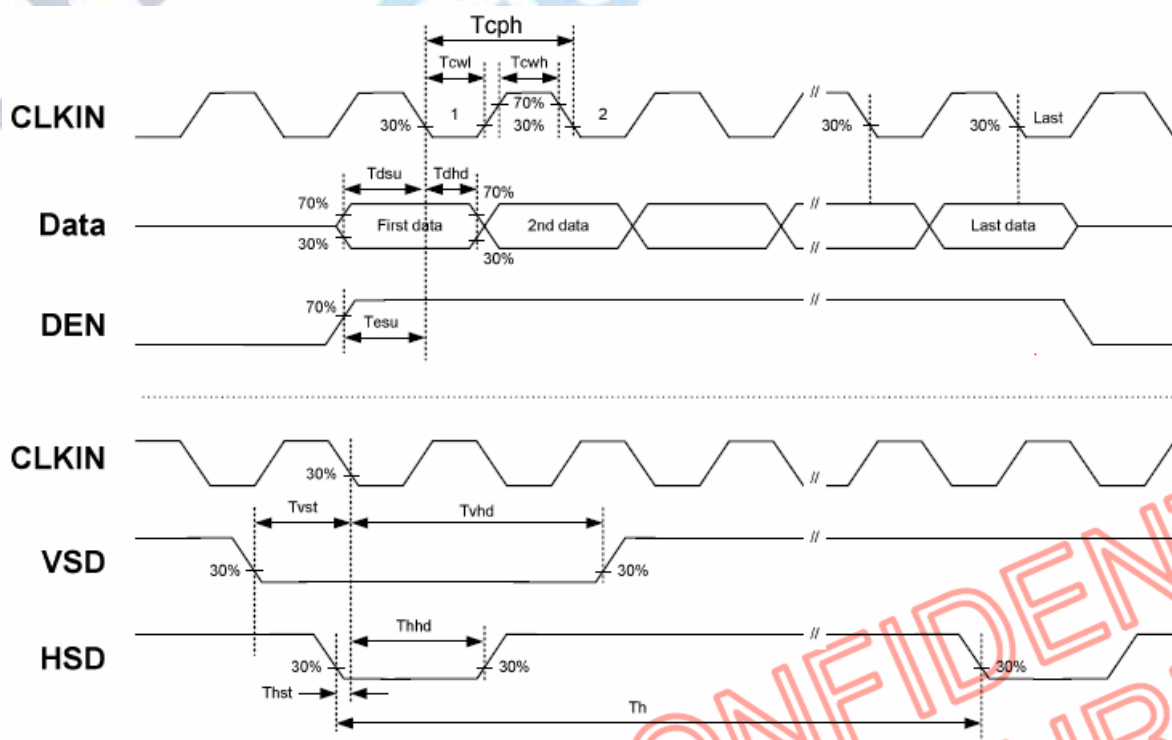 Tcph
Tcwl Tcwh
CLKIN 30% 1 70% 30% 2 // 30% 30% Last
Tdsu Tdhd
70% 70%
Data First data 2nd data // // Last data
30% 30%
DEN 70% //
Tesu
CLKIN 30% //
Tvst Tvhd
VSD 30% 30% //
Thhd
HSD 30% 30% // 30%
Thst
Th